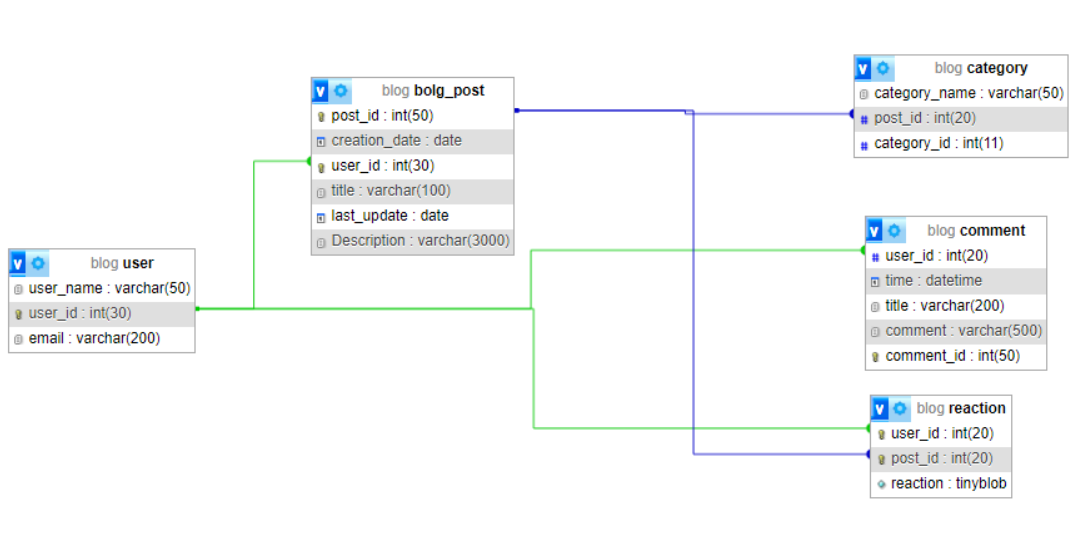 blog bolg_post
post_id : int(50)
creation_date : date
user_id : int(30)
title : varchar(100)
last_update : date
Description : varchar(3000)
blog category
category_name : varchar(50)
post_id : int(20)
category_id : int(11)
blog user
user_name : varchar(50)
user_id : int(30)
email : varchar(200)
blog comment
user_id : int(20)
time : datetime
title : varchar(200)
comment : varchar(500)
comment_id : int(50)
blog reaction
user_id : int(20)
post_id : int(20)
reaction : tinyblob